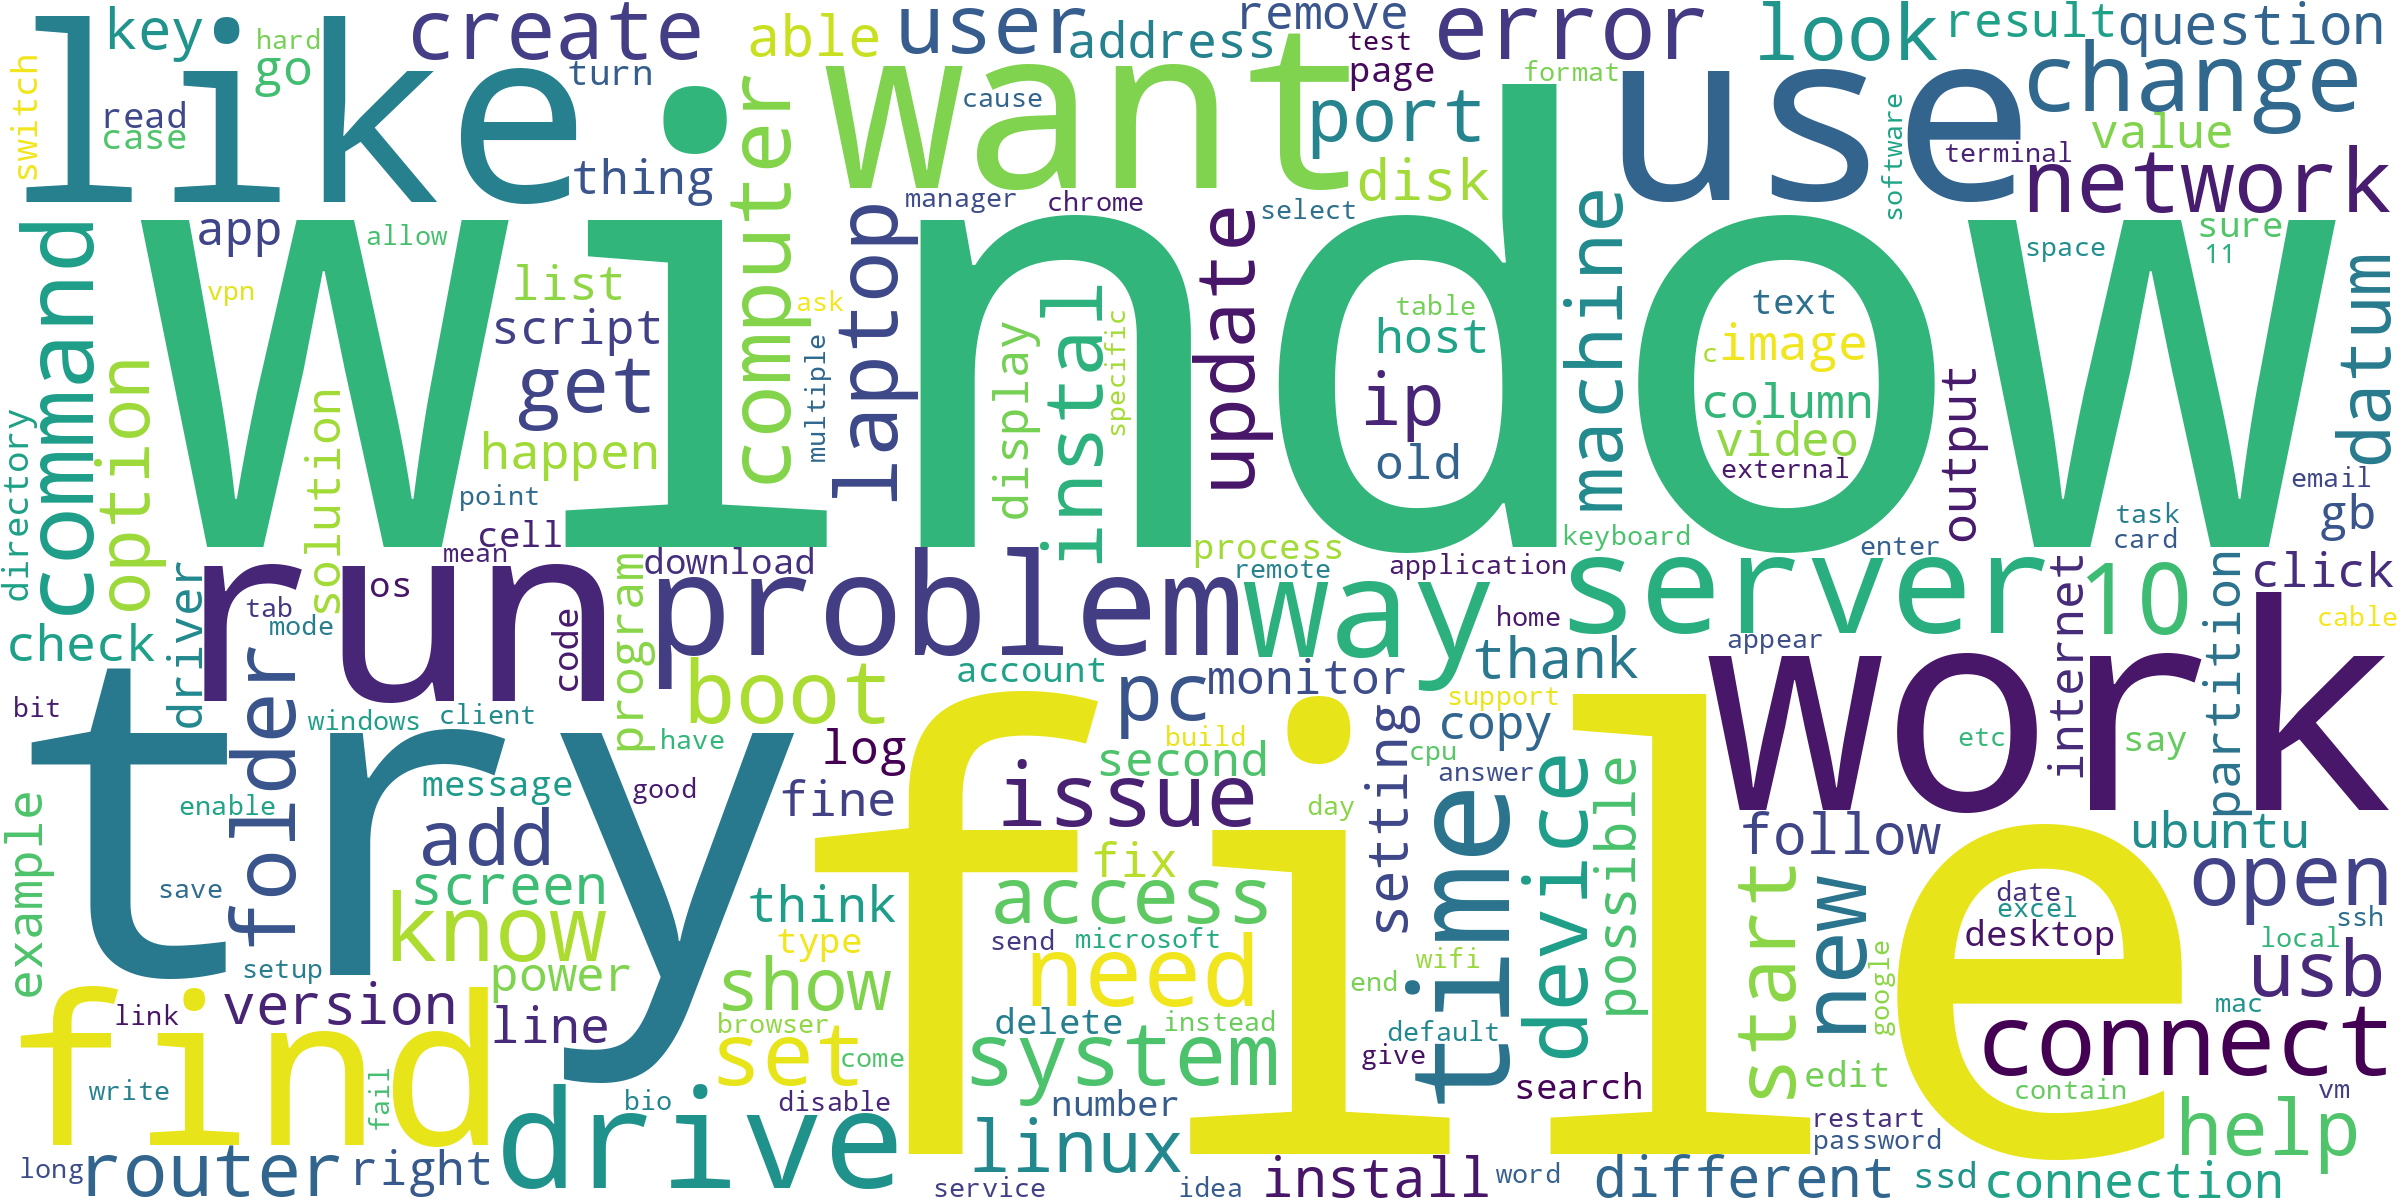 like
window
want
use
file
try
work
run
problem
find
drive
server
way
key
hard
go
create
turn
read
case
switch
thing
able
user
address
remove
test
page
cause
error
format
port
disk
look
result
question
change
value
terminal
network
software
sure
space
11
app
allow
vpn
command
option
solution
list
script
get
happen
point
cell
mean
computer
ask
laptop
multiple
manager
chrome
select
display
instal
specific
update
table
host
ip
old
machine
text
image
c
column
video
external
output
datum
email
gb
task
card
directory
check
driver
tab
mode
os
code
download
program
process
remote
application
keyboard
enter
home
10
internet
partition
click
cable
appear
thank
monitor
account
pc
boot
folder
bit
windows
client
have
log
message
good
fine
enable
add
save
screen
know
setup
example
power
version
line
link
write
fail
router
right
long
bio
think
type
show
browser
set
come
disable
second
build
issue
fix
access
send
microsoft
need
delete
instead
system
number
linux
service
idea
install
support
copy
cpu
answer
day
setting
wifi
end
time
default
give
device
possible
search
word
different
follow
start
new
google
edit
restart
password
ssd
connection
etc
say
ubuntu
open
date
excel
desktop
ssh
local
usb
mac
connect
contain
vm
help